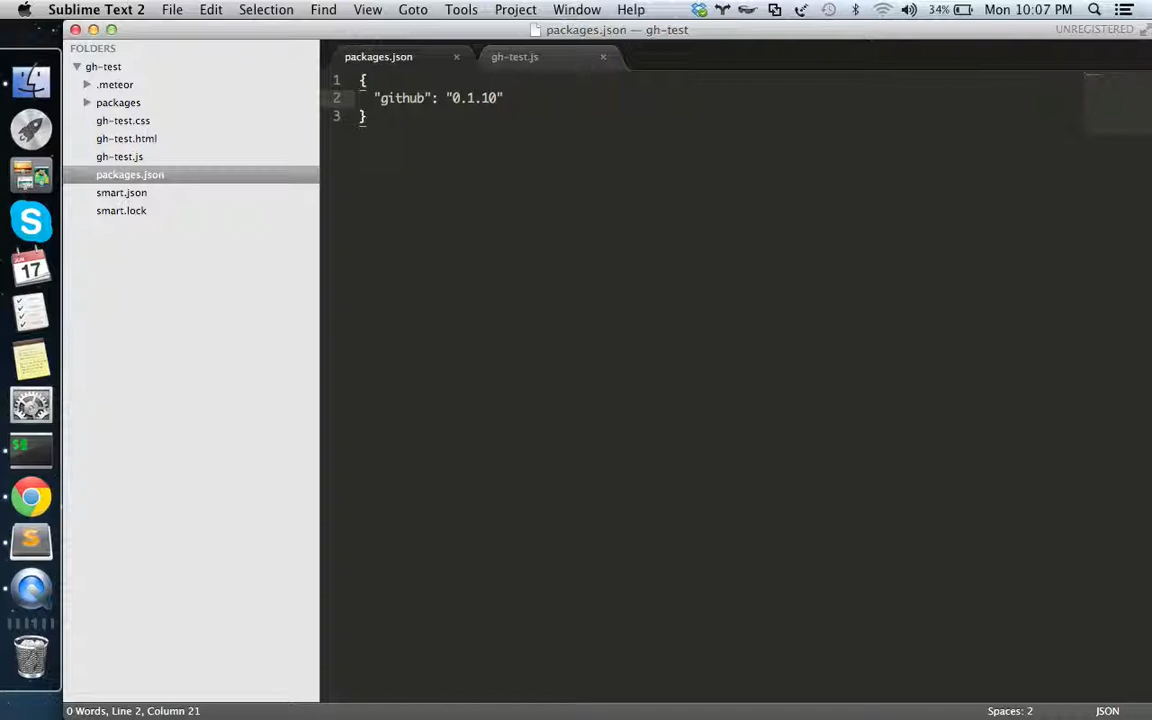 Sublime Text 2 File Edit Selection Find View Goto Tools Project Window Help 34% Mon 10:07 PM
packages.json — gh-test UNREGISTERED
FOLDERS
gh-test
.meteor
packages
gh-test.css
gh-test.html
gh-test.js
packages.json
smart.json
smart.lock
packages.json × gh-test.js ×
1 {
2 "github": "0.1.10"
3 }
S
JUN
17
$
S
0 Words, Line 2, Column 21 Spaces: 2 JSON